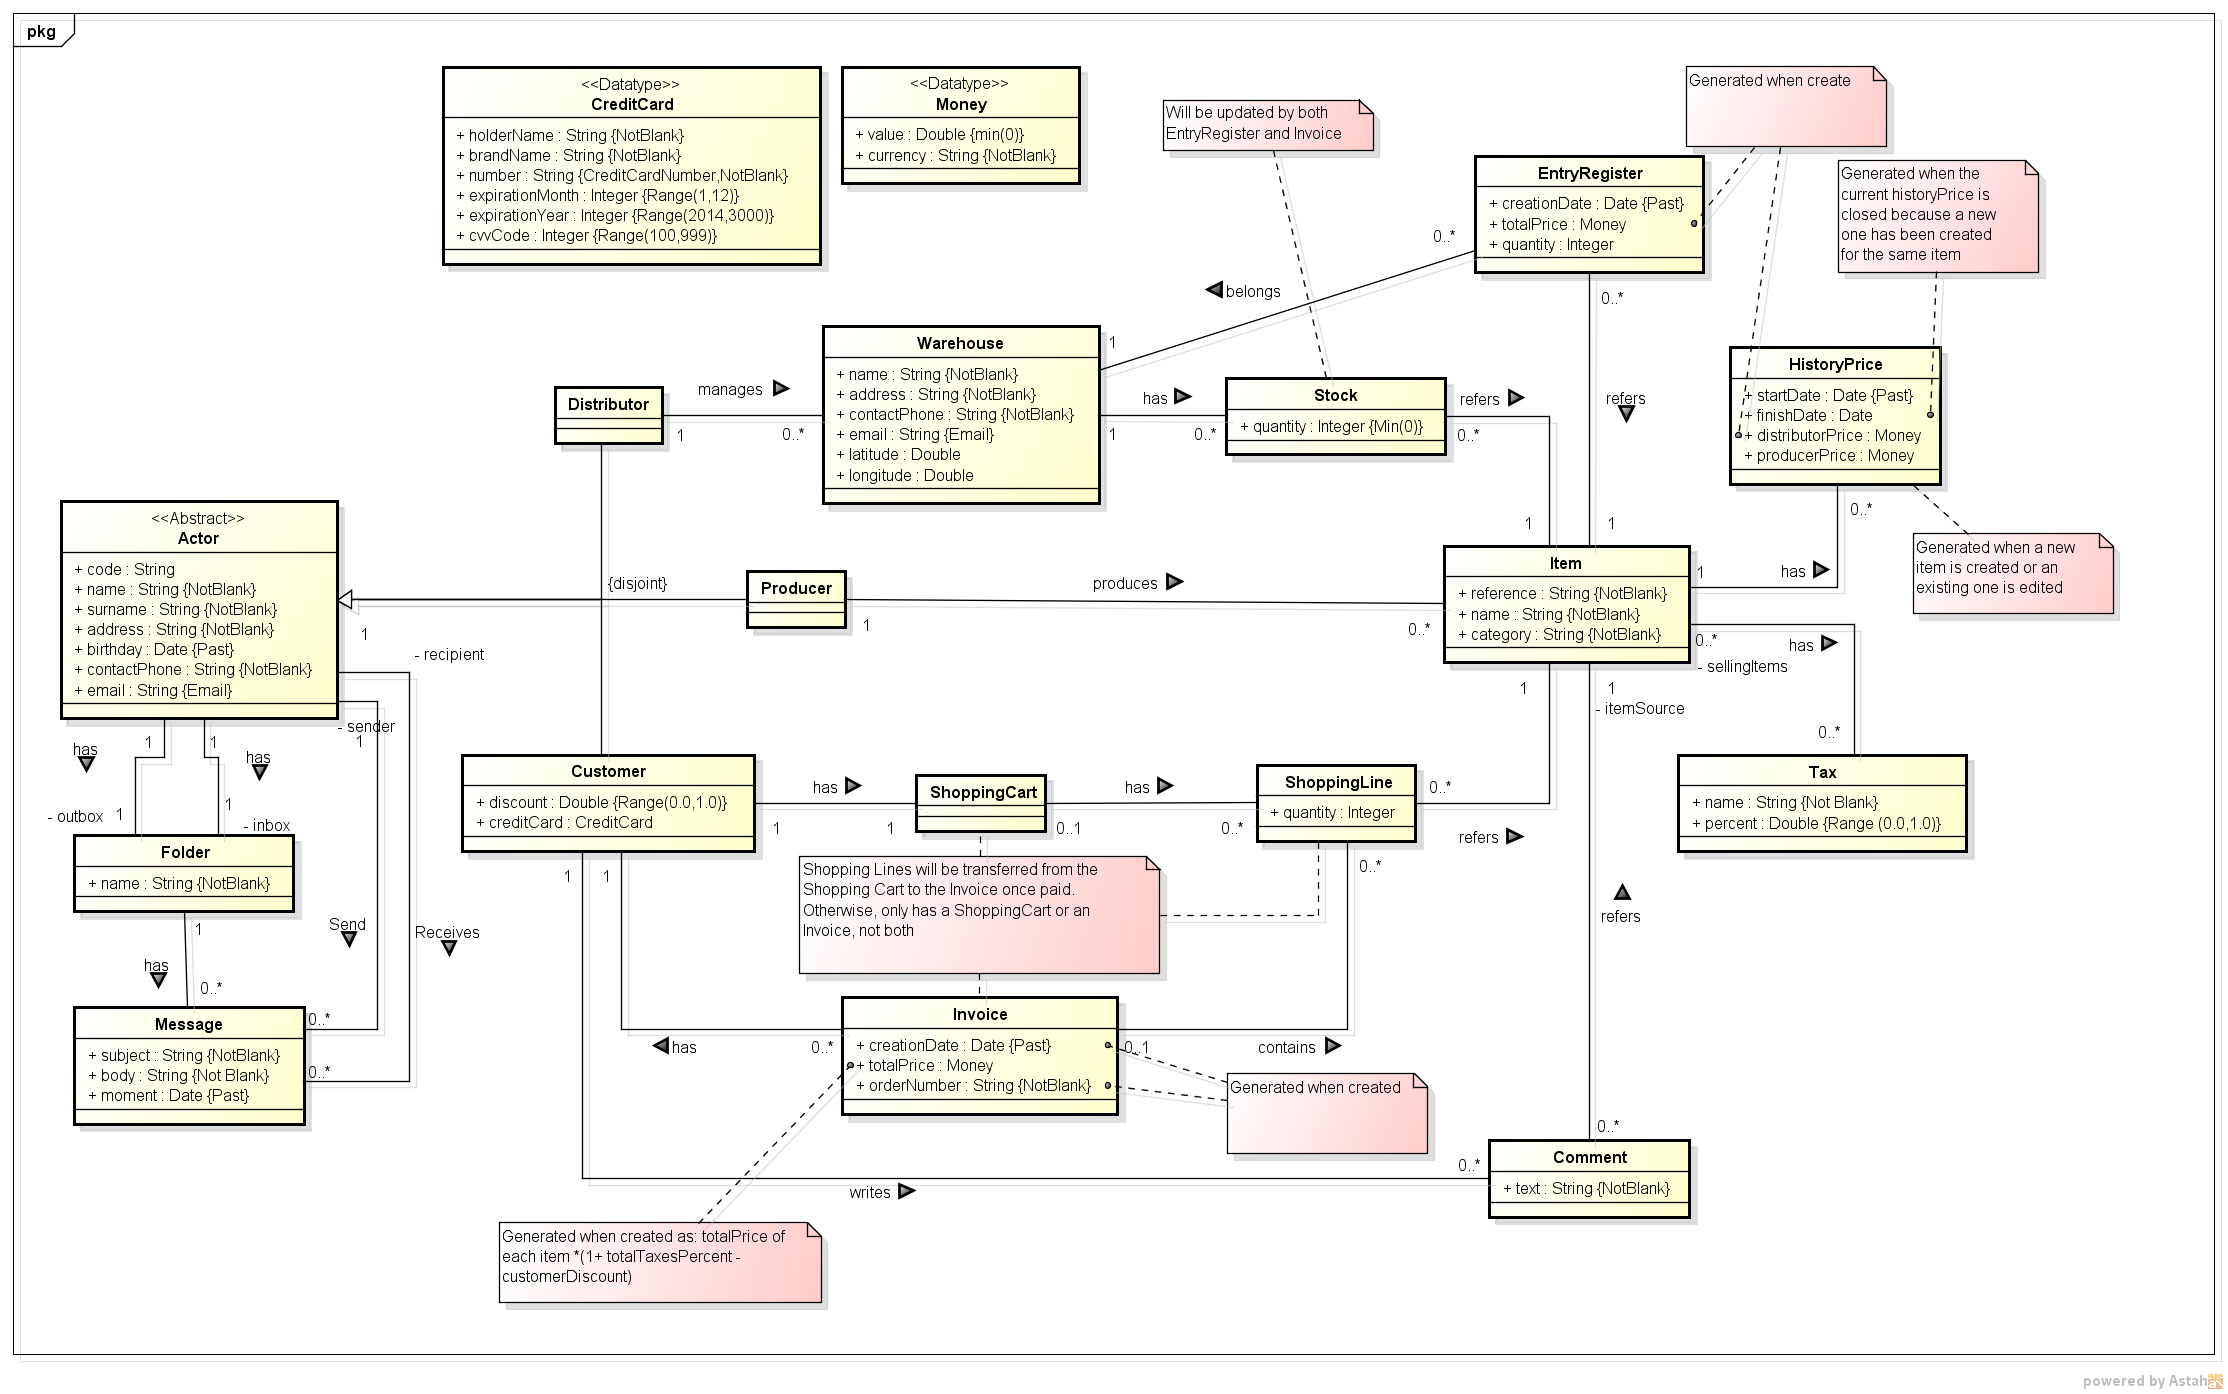 pkg
<<Datatype>>
CreditCard
+ holderName : String {NotBlank}
+ brandName : String {NotBlank}
+ number : String {CreditCardNumber,NotBlank}
+ expirationMonth : Integer {Range(1,12)}
+ expirationYear : Integer {Range(2014,3000)}
+ cvvCode : Integer {Range(100,999)}
<<Datatype>>
Money
+ value : Double {min(0)}
+ currency : String {NotBlank}
Will be updated by both
EntryRegister and Invoice
Generated when create
EntryRegister
+ creationDate : Date {Past}
+ totalPrice : Money
+ quantity : Integer
Generated when the
current historyPrice is
closed because a new
one has been created
for the same item
0..*
belongs
0..*
1
Warehouse
+ name : String {NotBlank}
+ address : String {NotBlank}
+ contactPhone : String {NotBlank}
+ email : String {Email}
+ latitude : Double
+ longitude : Double
Distributor
manages
1
0..*
has
1
0..*
Stock
+ quantity : Integer {Min(0)}
refers
0..*
1
refers
1
HistoryPrice
+ startDate : Date {Past}
+ finishDate : Date
+ distributorPrice : Money
+ producerPrice : Money
0..*
Generated when a new
item is created or an
existing one is edited
has
1
<<Abstract>>
Actor
+ code : String
+ name : String {NotBlank}
+ surname : String {NotBlank}
+ address : String {NotBlank}
+ birthday : Date {Past}
+ contactPhone : String {NotBlank}
+ email : String {Email}
{disjoint}
Producer
produces
1
0..*
Item
+ reference : String {NotBlank}
+ name : String {NotBlank}
+ category : String {NotBlank}
0..*
- sellingItems
has
0..*
1
- recipient
- sender
1
1
has
1
has
- outbox
1
1
- inbox
Folder
+ name : String {NotBlank}
1
has
0..*
Send
Receives
0..*
0..*
Message
+ subject : String {NotBlank}
+ body : String {Not Blank}
+ moment : Date {Past}
Customer
+ discount : Double {Range(0.0,1.0)}
+ creditCard : CreditCard
has
1
1
ShoppingCart
has
0..1
0..*
ShoppingLine
+ quantity : Integer
0..*
refers
1
1
- itemSource
Tax
+ name : String {Not Blank}
+ percent : Double {Range (0.0,1.0)}
refers
0..*
1
1
Shopping Lines will be transferred from the
Shopping Cart to the Invoice once paid.
Otherwise, only has a ShoppingCart or an
Invoice, not both
0..*
has
0..*
Invoice
+ creationDate : Date {Past}
+ totalPrice : Money
+ orderNumber : String {NotBlank}
0..1
contains
Generated when created
0..*
writes
Comment
+ text : String {NotBlank}
Generated when created as: totalPrice of
each item *(1+ totalTaxesPercent -
customerDiscount)
powered by Astah